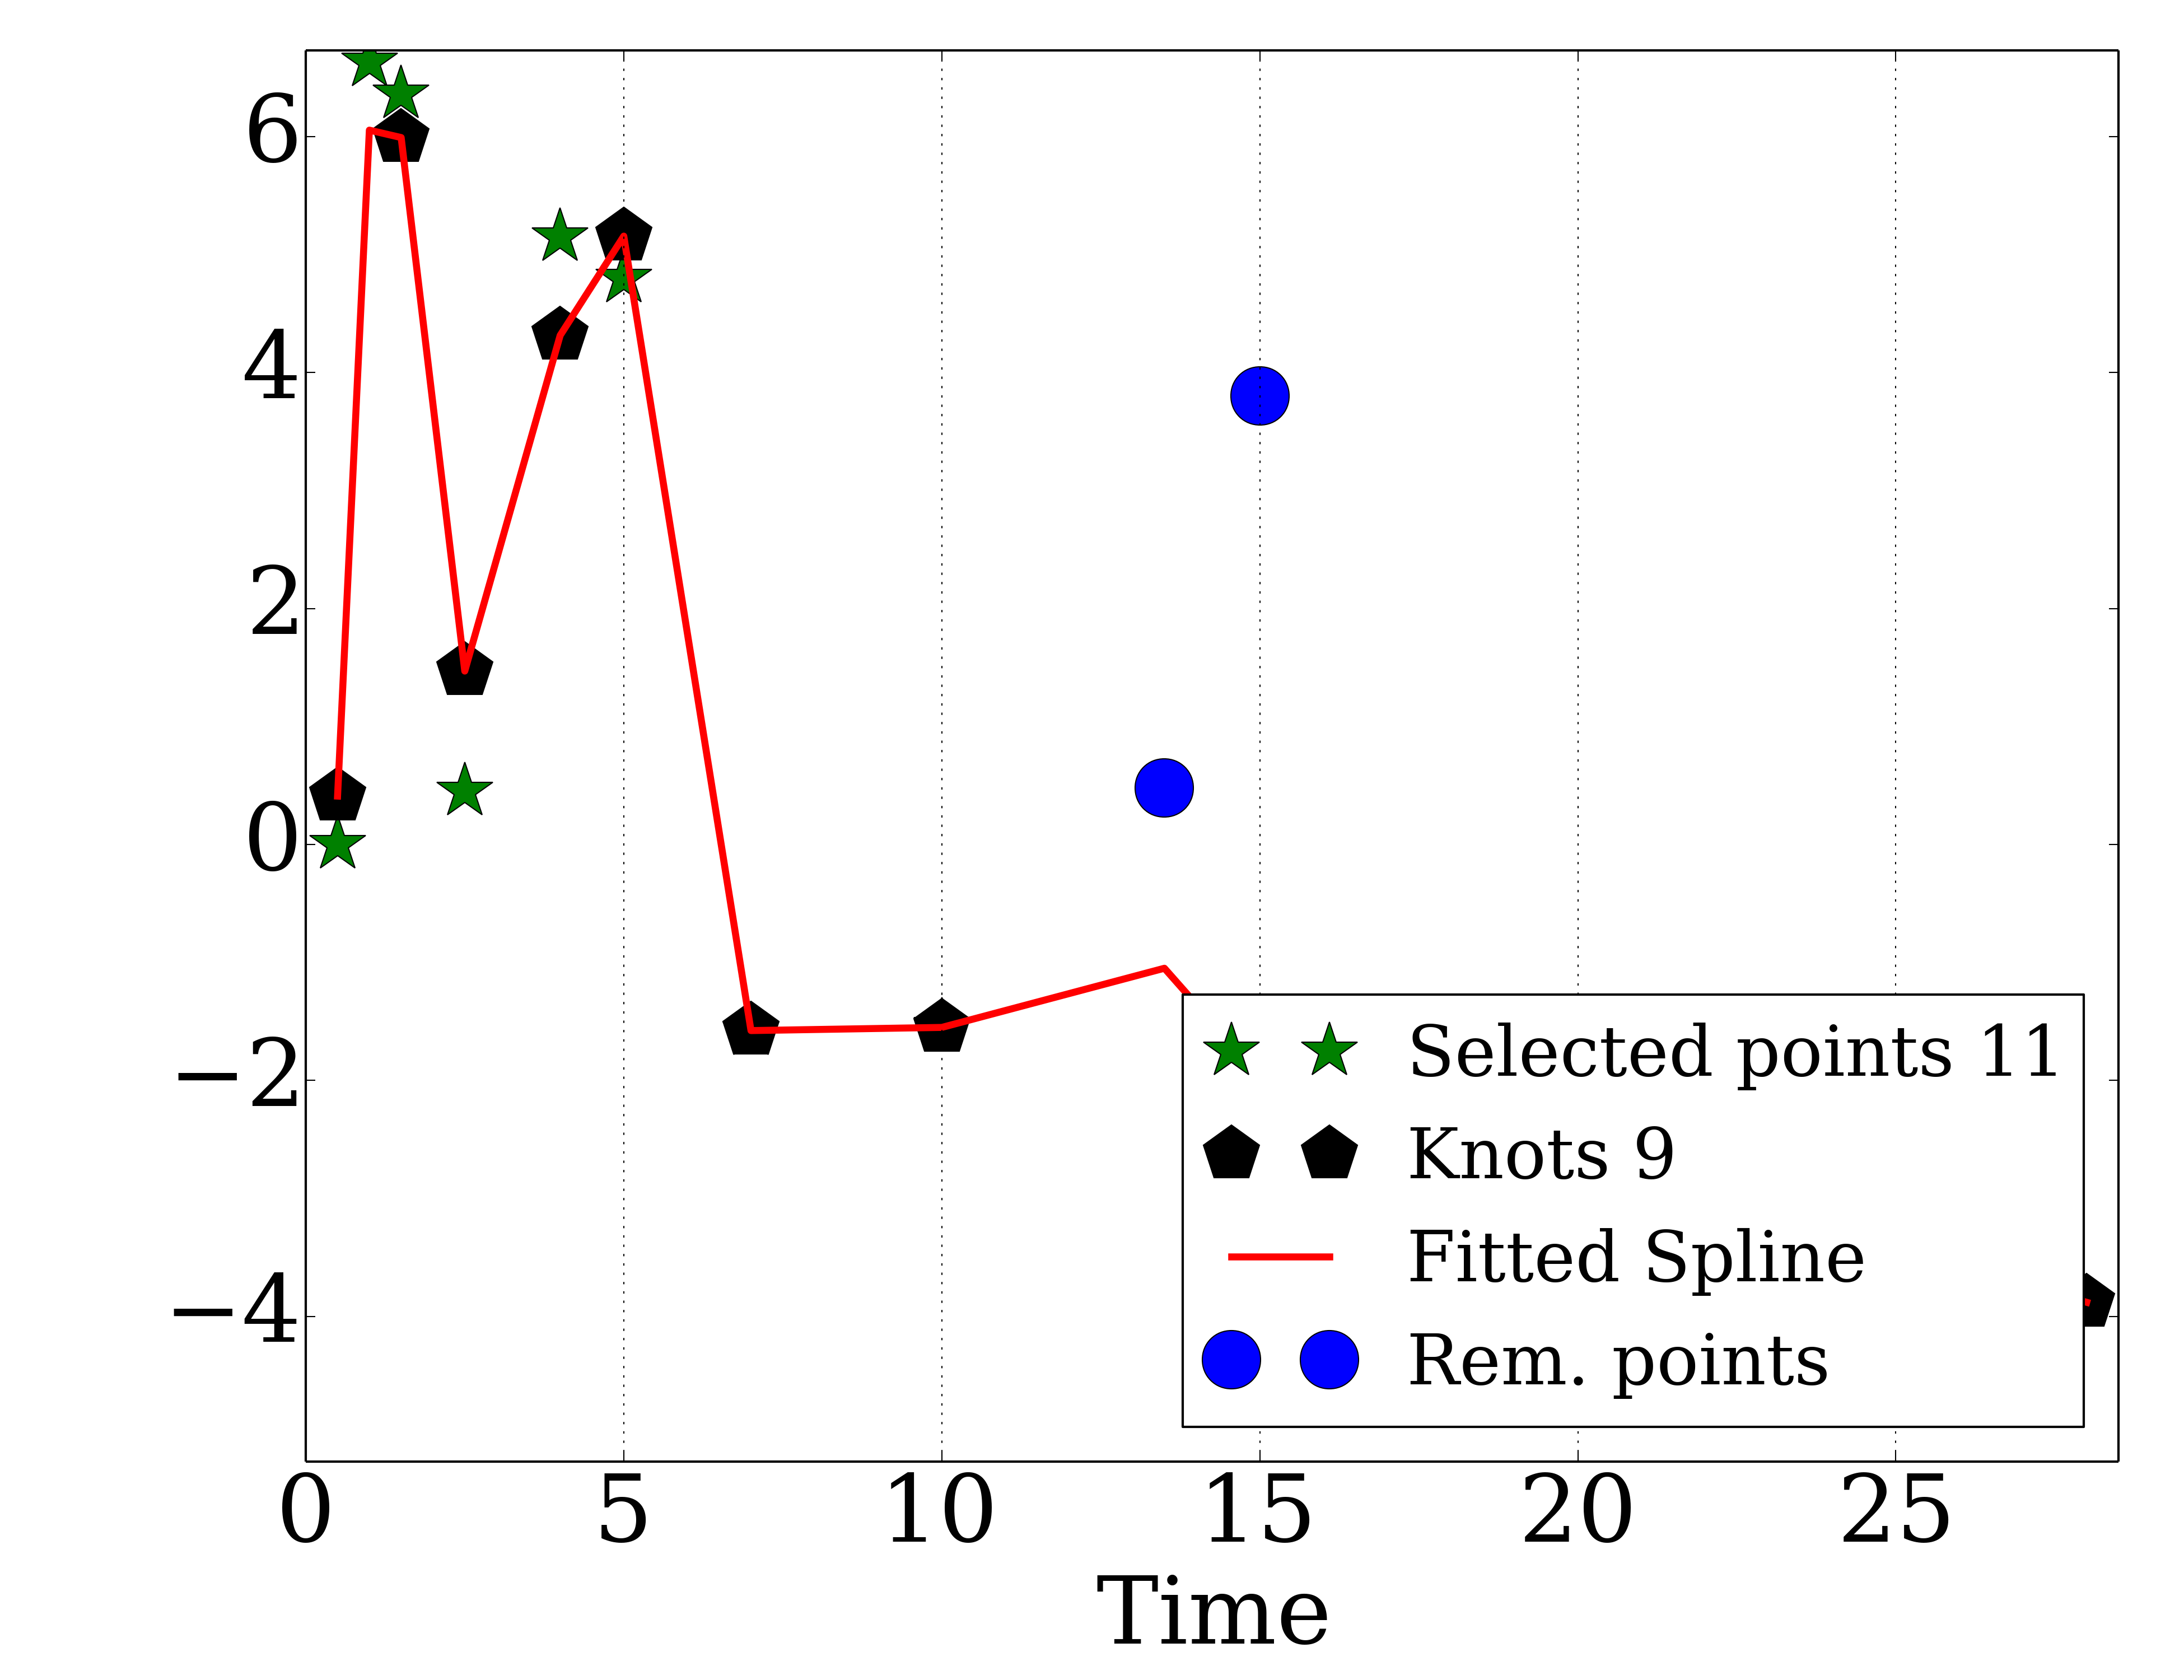 6
4
2
0
−2
−4
0 5 10 15 20 25
Time
Selected points 11
Knots 9
Fitted Spline
Rem. points